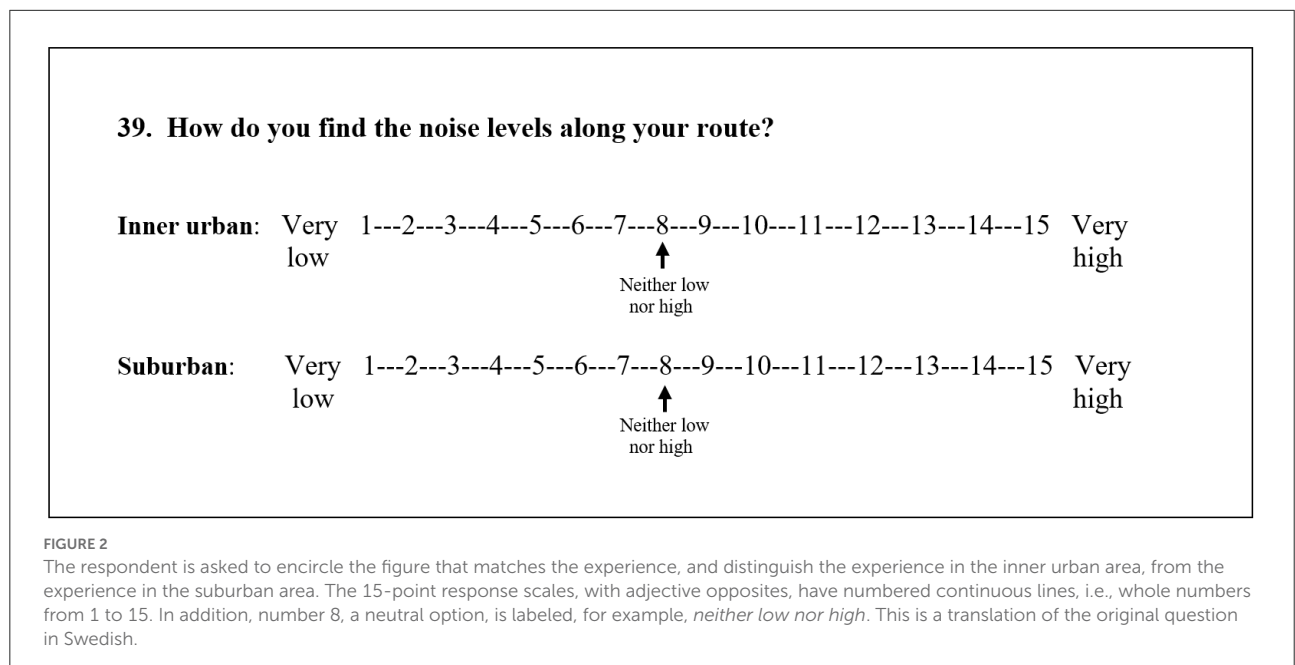 39. How do you find the noise levels along your route?
Inner urban: Very 1---2---3---4---5---6---7---8---9---10---11---12---13---14---15 Very
low high
Neither low
nor high
Suburban: Very 1---2---3---4---5---6---7---8---9---10---11---12---13---14---15 Very
low high
Neither low
nor high
FIGURE 2
The respondent is asked to encircle the figure that matches the experience, and distinguish the experience in the inner urban area, from the
experience in the suburban area. The 15-point response scales, with adjective opposites, have numbered continuous lines, i.e., whole numbers
from 1 to 15. In addition, number 8, a neutral option, is labeled, for example, neither low nor high. This is a translation of the original question
in Swedish.